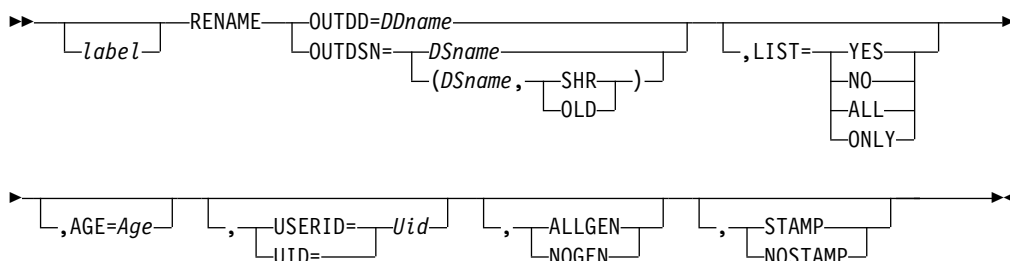 RENAME OUTDD=DDname
label OUTDSN= DSname ,LIST= YES
(DSname, SHR ) NO
OLD ALL
ONLY
,AGE=Age , USERID= Uid , ALLGEN , STAMP
UID= NOGEN NOSTAMP